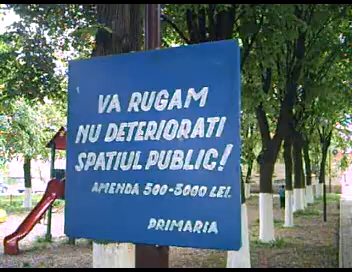 VA RUGAM
NU DETERIORATI
SPATIUL PUBLIC!
AMENDA 500-5000 LEI.
PRIMARIA